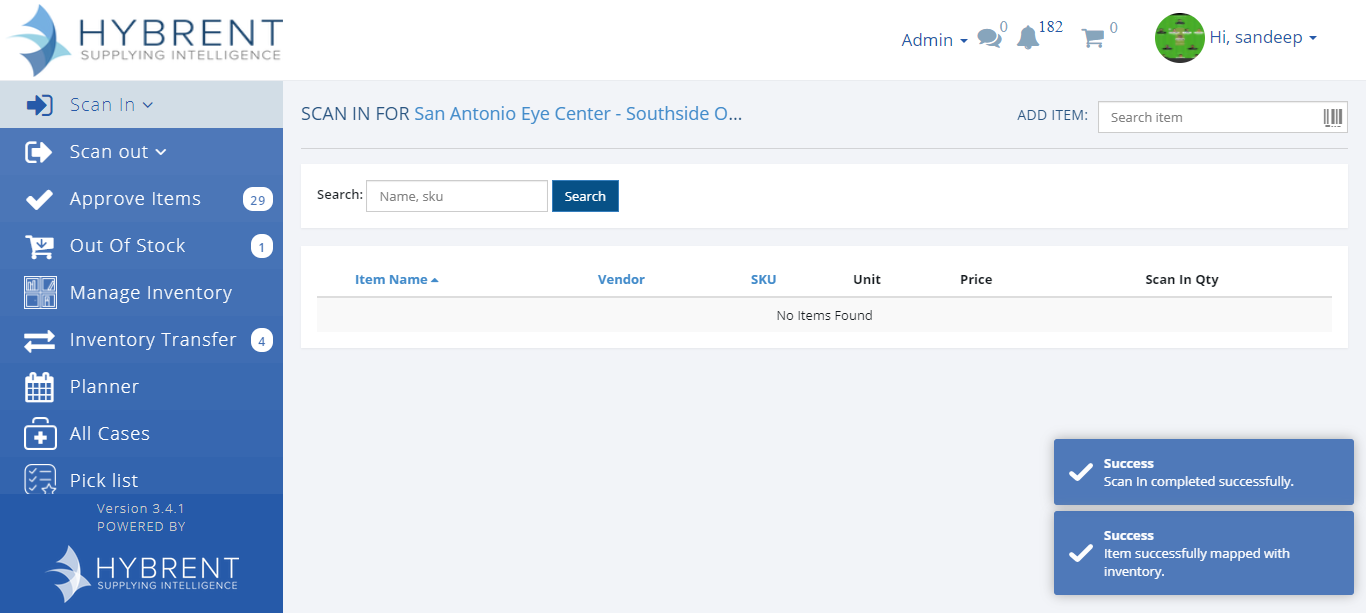 HYBRENT
SUPPLYING INTELLIGENCE
Admin
0
182
0
Hi, sandeep
Scan In
Scan out
Approve Items 29
Out Of Stock 1
Manage Inventory
Inventory Transfer 4
Planner
All Cases
Pick list
Version 3.4.1
POWERED BY
HYBRENT
SUPPLYING INTELLIGENCE
SCAN IN FOR San Antonio Eye Center - Southside O...
ADD ITEM: Search item
Search: Name, sku Search
Item Name Vendor SKU Unit Price Scan In Qty
No Items Found
Success
Scan In completed successfully.
Success
Item successfully mapped with
inventory.